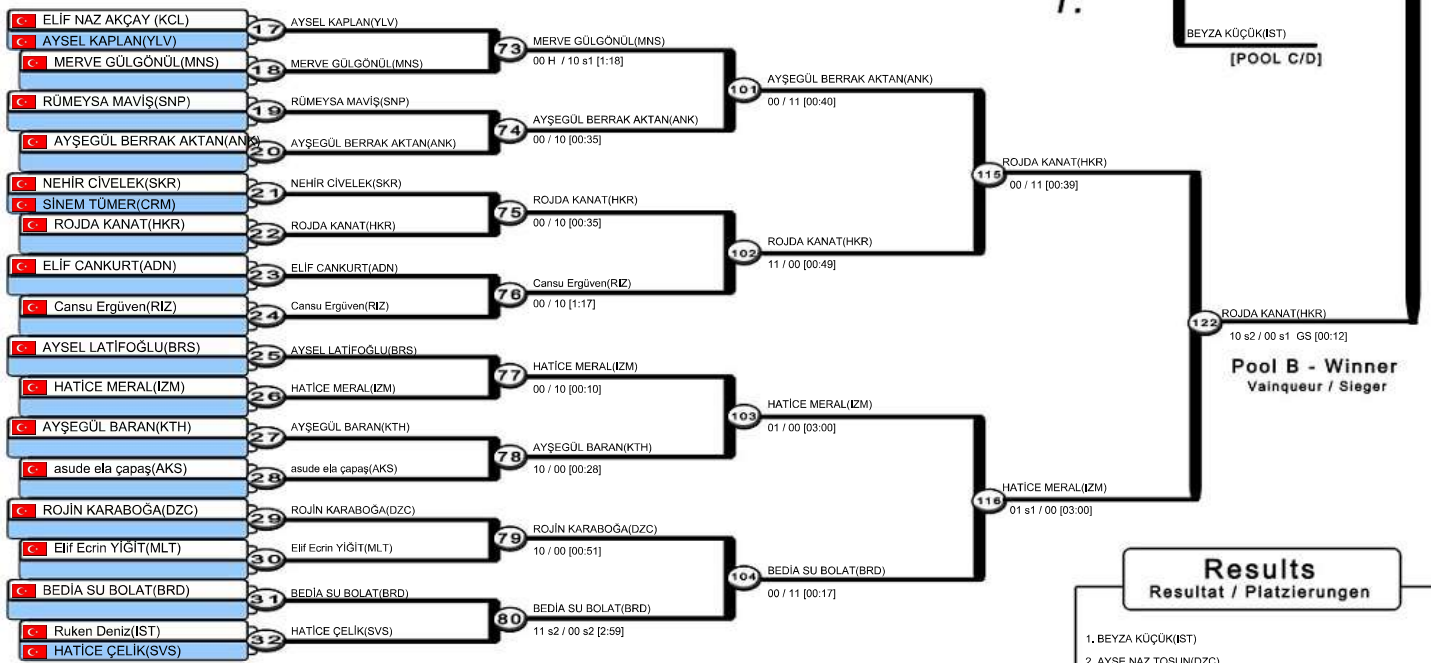 ELİF NAZ AKÇAY (KCL)
AYSEL KAPLAN(YLV)
MERVE GÜLGÖNÜL(MNS)
RÜMEYSA MAVİŞ(SNP)
AYŞEGÜL BERRAK AKTAN(ANK)
NEHİR CİVELEK(SKR)
SİNEM TÜMER(CRM)
ROJDA KANAT(HKR)
ELİF CANKURT(ADN)
Cansu Ergüven(RIZ)
AYSEL LATİFOĞLU(BRS)
HATİCE MERAL(IZM)
AYŞEGÜL BARAN(KTH)
asude ela çapaş(AKS)
ROJİN KARABOĞA(DZC)
Elif Ecrin YİĞİT(MLT)
BEDİA SU BOLAT(BRD)
Ruken Deniz(IST)
HATİCE ÇELİK(SVS)
17 AYSEL KAPLAN(YLV)
18 MERVE GÜLGÖNÜL(MNS)
19 RÜMEYSA MAVİŞ(SNP)
20 AYŞEGÜL BERRAK AKTAN(ANK)
21 NEHİR CİVELEK(SKR)
22 ROJDA KANAT(HKR)
23 ELİF CANKURT(ADN)
24 Cansu Ergüven(RIZ)
25 AYSEL LATİFOĞLU(BRS)
26 HATİCE MERAL(IZM)
27 AYŞEGÜL BARAN(KTH)
28 asude ela çapaş(AKS)
29 ROJİN KARABOĞA(DZC)
30 Elif Ecrin YİĞİT(MLT)
31 BEDİA SU BOLAT(BRD)
32 HATİCE ÇELİK(SVS)
73 MERVE GÜLGÖNÜL(MNS)
00 H / 10 s1 [1:18]
74 AYŞEGÜL BERRAK AKTAN(ANK)
00 / 10 [00:35]
75 ROJDA KANAT(HKR)
00 / 10 [00:35]
76 Cansu Ergüven(RIZ)
00 / 10 [1:17]
77 HATİCE MERAL(IZM)
00 / 10 [00:10]
78 AYŞEGÜL BARAN(KTH)
10 / 00 [00:28]
79 ROJİN KARABOĞA(DZC)
10 / 00 [00:51]
80 BEDİA SU BOLAT(BRD)
11 s2 / 00 s2 [2:59]
101 AYŞEGÜL BERRAK AKTAN(ANK)
00 / 11 [00:40]
102 ROJDA KANAT(HKR)
11 / 00 [00:49]
103 HATİCE MERAL(IZM)
01 / 00 [03:00]
104 BEDİA SU BOLAT(BRD)
00 / 11 [00:17]
115 ROJDA KANAT(HKR)
00 / 11 [00:39]
116 HATİCE MERAL(IZM)
01 s1 / 00 [03:00]
122 ROJDA KANAT(HKR)
10 s2 / 00 s1 GS [00:12]
Pool B - Winner
Vainqueur / Sieger
1.
BEYZA KÜÇÜK(IST)
[POOL C/D]
Results
Resultat / Platzierungen
1. BEYZA KÜÇÜK(IST)
2. AYSE NAZ TOSUN(DZC)